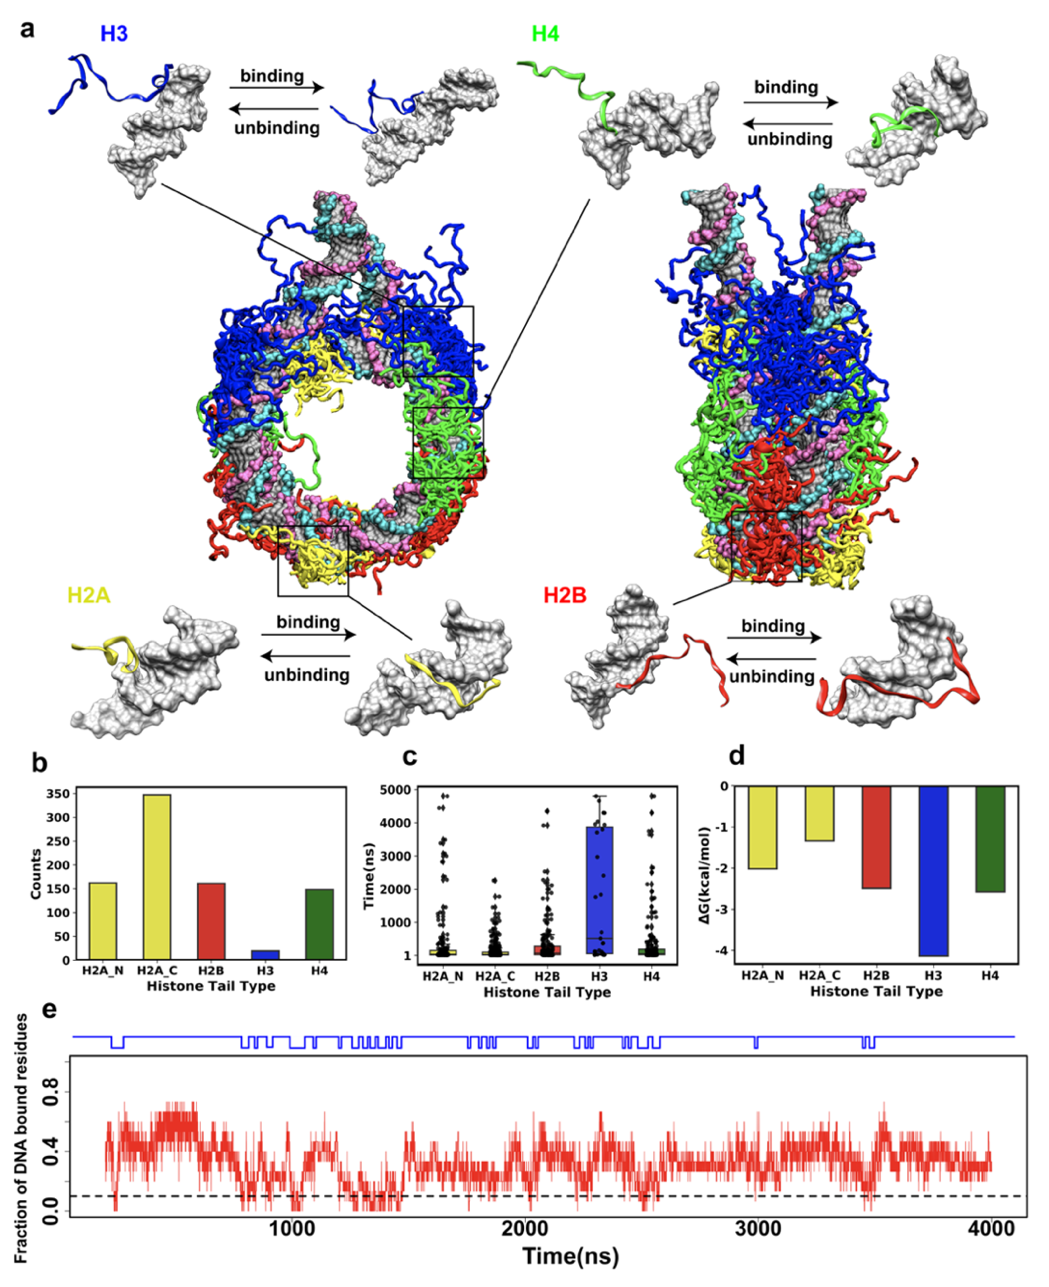 a
H3
H4
binding
unbinding
binding
unbinding
H2A
H2B
binding
unbinding
binding
unbinding
b
c
d
350
300
250
200
150
100
50
0
Counts
H2A_N H2A_C H2B H3 H4
Histone Tail Type
5000
4000
3000
2000
1000
1
Time(ns)
H2A_N H2A_C H2B H3 H4
Histone Tail Type
0
-1
-2
-3
-4
ΔG(kcal/mol)
H2A_N H2A_C H2B H3 H4
Histone Tail Type
e
Fraction of DNA bound residues
0.8
0.4
0.0
1000 2000 3000 4000
Time(ns)